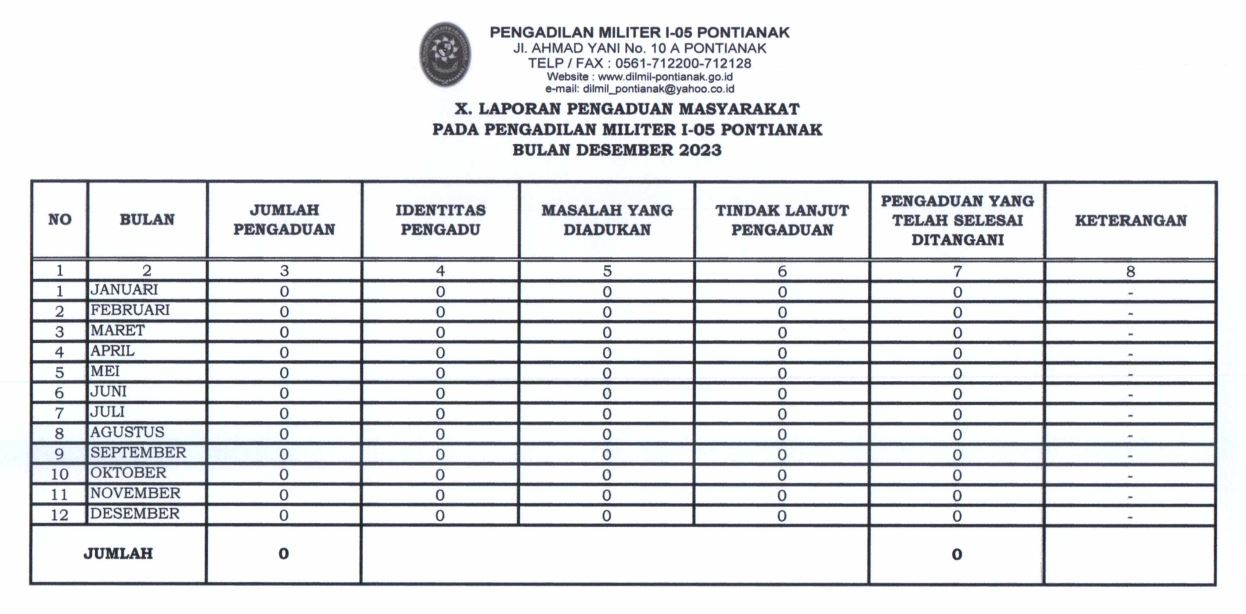 PENGADILAN MILITER I-05 PONTIANAK
Jl. AHMAD YANI No. 10 A PONTIANAK
TELP / FAX : 0561-712200-712128
Website : www.dilmil-pontianak.go.id
e-mail: dilmil_pontianak@yahoo.co.id
X. LAPORAN PENGADUAN MASYARAKAT
PADA PENGADILAN MILITER I-05 PONTIANAK
BULAN DESEMBER 2023
NO BULAN JUMLAH PENGADUAN IDENTITAS PENGADU MASALAH YANG DIADUKAN TINDAK LANJUT PENGADUAN PENGADUAN YANG TELAH SELESAI DITANGANI KETERANGAN
1 2 3 4 5 6 7 8
1 JANUARI 0 0 0 0 0 -
2 FEBRUARI 0 0 0 0 0 -
3 MARET 0 0 0 0 0 -
4 APRIL 0 0 0 0 0 -
5 MEI 0 0 0 0 0 -
6 JUNI 0 0 0 0 0 -
7 JULI 0 0 0 0 0 -
8 AGUSTUS 0 0 0 0 0 -
9 SEPTEMBER 0 0 0 0 0 -
10 OKTOBER 0 0 0 0 0 -
11 NOVEMBER 0 0 0 0 0 -
12 DESEMBER 0 0 0 0 0 -
JUMLAH 0 0